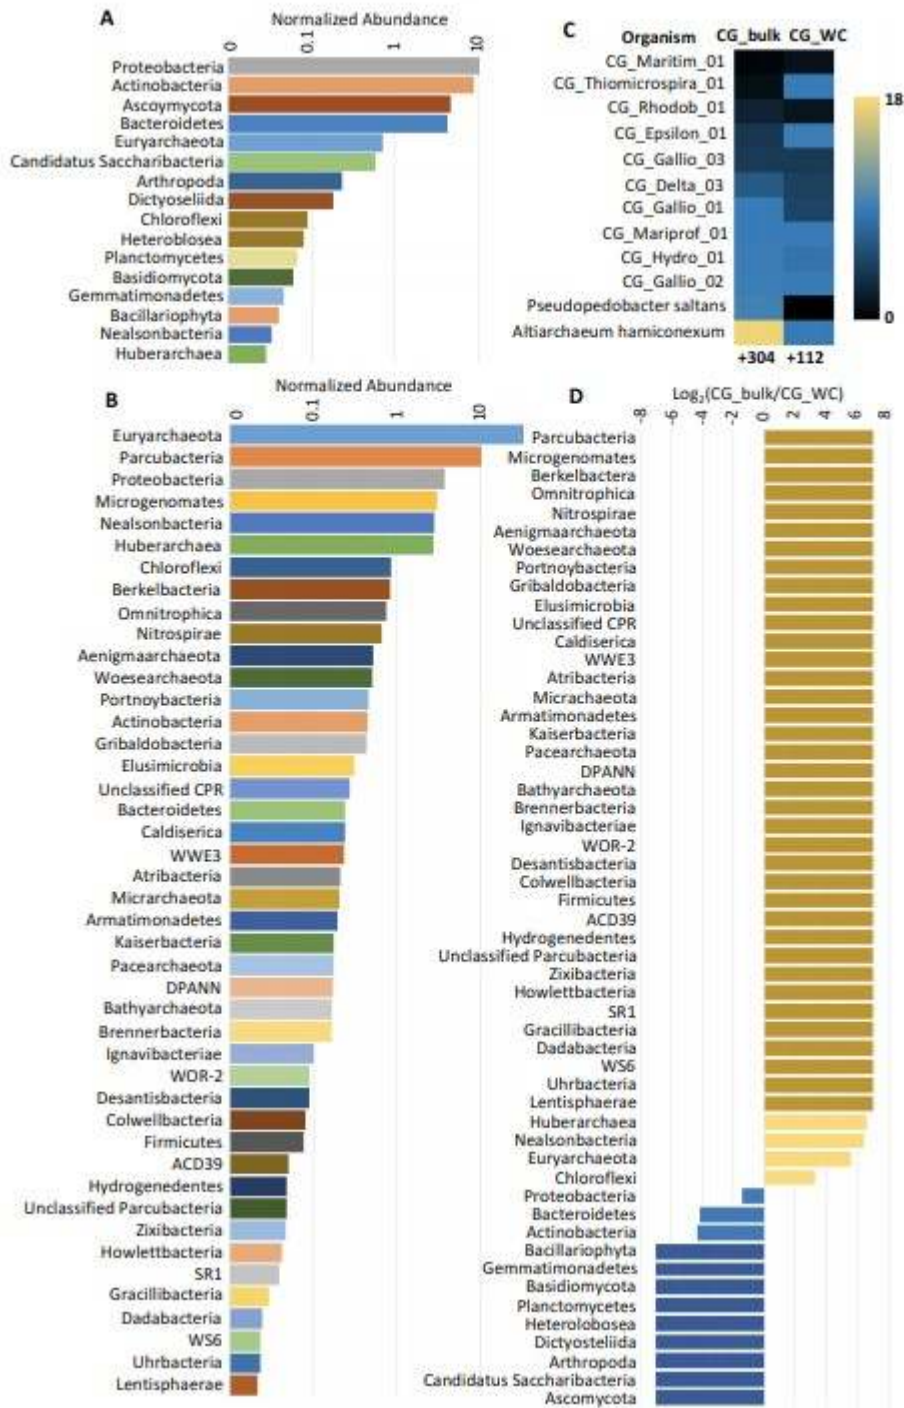 A
Normalized Abundance
0
0.1
1
10
Proteobacteria
Actinobacteria
Ascoymycota
Bacteroidetes
Euryarchaeota
Candidatus Saccharibacteria
Arthropoda
Dictyoseliida
Chloroflexi
Heteroblosea
Planctomycetes
Basidiomycota
Gemmatimonadetes
Bacillariophyta
Nealsonbacteria
Huberarchaea
C
Organism CG_bulk CG_WC
CG_Maritim_01
CG_Thiomicrospira_01
CG_Rhodob_01
CG_Epsilon_01
CG_Gallio_03
CG_Delta_03
CG_Gallio_01
CG_Mariprof_01
CG_Hydro_01
CG_Gallio_02
Pseudopedobacter saltans
Altiarchaeum hamiconexum
+304 +112
18
0
B
Normalized Abundance
0
0.1
1
10
Euryarchaeota
Parcubacteria
Proteobacteria
Microgenomates
Nealsonbacteria
Huberarchaea
Chloroflexi
Berkelbacteria
Omnitrophica
Nitrospirae
Aenigmaarchaeota
Woesearchaeota
Portnoybacteria
Actinobacteria
Gribaldobacteria
Elusimicrobia
Unclassified CPR
Bacteroidetes
Caldiserica
WWE3
Atribacteria
Micrarchaeota
Armatimonadetes
Kaiserbacteria
Pacearchaeota
DPANN
Bathyarchaeota
Brennerbacteria
Ignavibacteriae
WOR-2
Desantisbacteria
Colwellbacteria
Firmicutes
ACD39
Hydrogenedentes
Unclassified Parcubacteria
Zixibacteria
Howlettbacteria
SR1
Gracillibacteria
Dadabacteria
WS6
Uhrbacteria
Lentisphaerae
D
Log₂(CG_bulk/CG_WC)
-8
-6
-4
-2
0
2
4
6
8
Parcubacteria
Microgenomates
Berkelbactera
Omnitrophica
Nitrospirae
Aenigmaarchaeota
Woesearchaeota
Portnoybacteria
Gribaldobacteria
Elusimicrobia
Unclassified CPR
Caldiserica
WWE3
Atribacteria
Micrachaeota
Armatimonadetes
Kaiserbacteria
Pacearchaeota
DPANN
Bathyarchaeota
Brennerbacteria
Ignavibacteriae
WOR-2
Desantisbacteria
Colwellbacteria
Firmicutes
ACD39
Hydrogenedentes
Unclassified Parcubacteria
Zixibacteria
Howlettbacteria
SR1
Gracillibacteria
Dadabacteria
WS6
Uhrbacteria
Lentisphaerae
Huberarchaea
Nealsonbacteria
Euryarchaeota
Chloroflexi
Proteobacteria
Bacteroidetes
Actinobacteria
Bacillariophyta
Gemmatimonadetes
Basidiomycota
Planctomycetes
Heterolobosea
Dictyosteliida
Arthropoda
Candidatus Saccharibacteria
Ascomycota